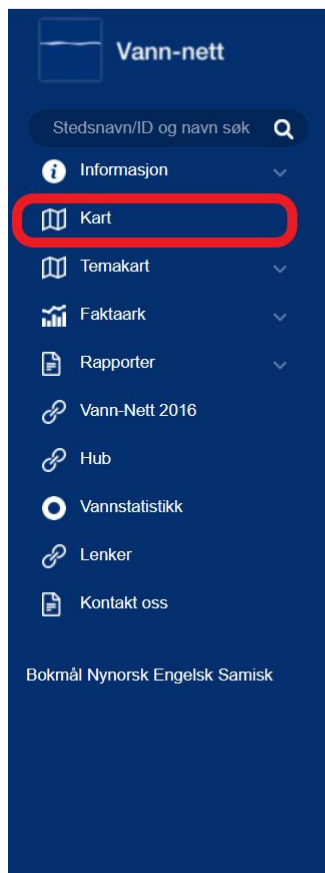 Vann-nett
Stedsnavn/ID og navn søk
Informasjon
Kart
Temakart
Faktaark
Rapporter
Vann-Nett 2016
Hub
Vannstatistikk
Lenker
Kontakt oss
Bokmål Nynorsk Engelsk Samisk